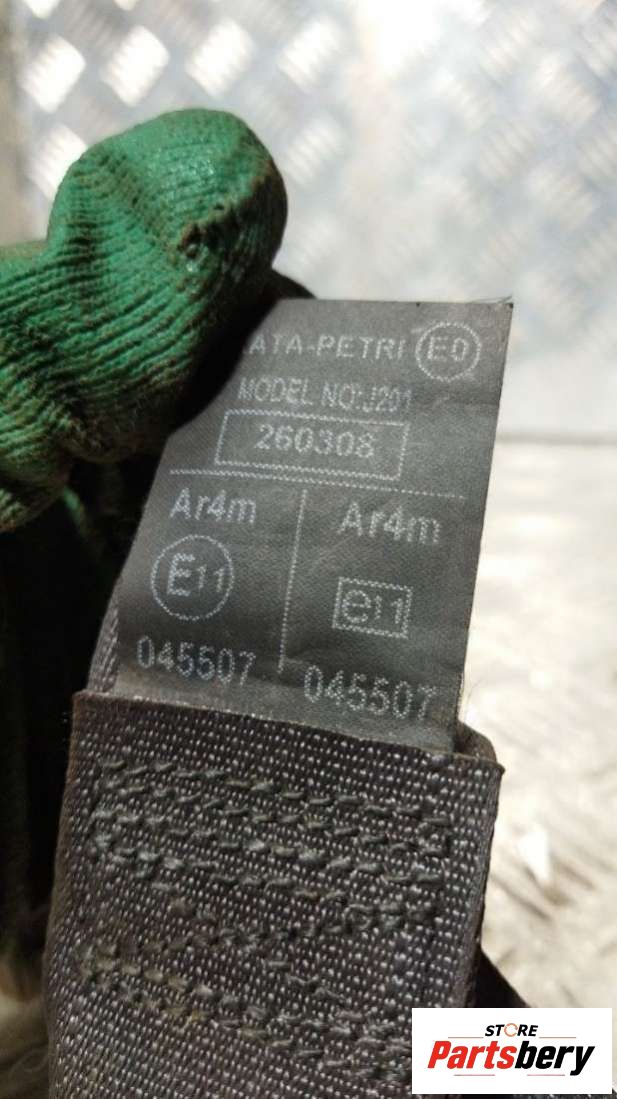 ATA-PETRI E0
MODEL NO:J201
260308
Ar4m Ar4m
E11 e11
045507 045507
STORE
Partsbery